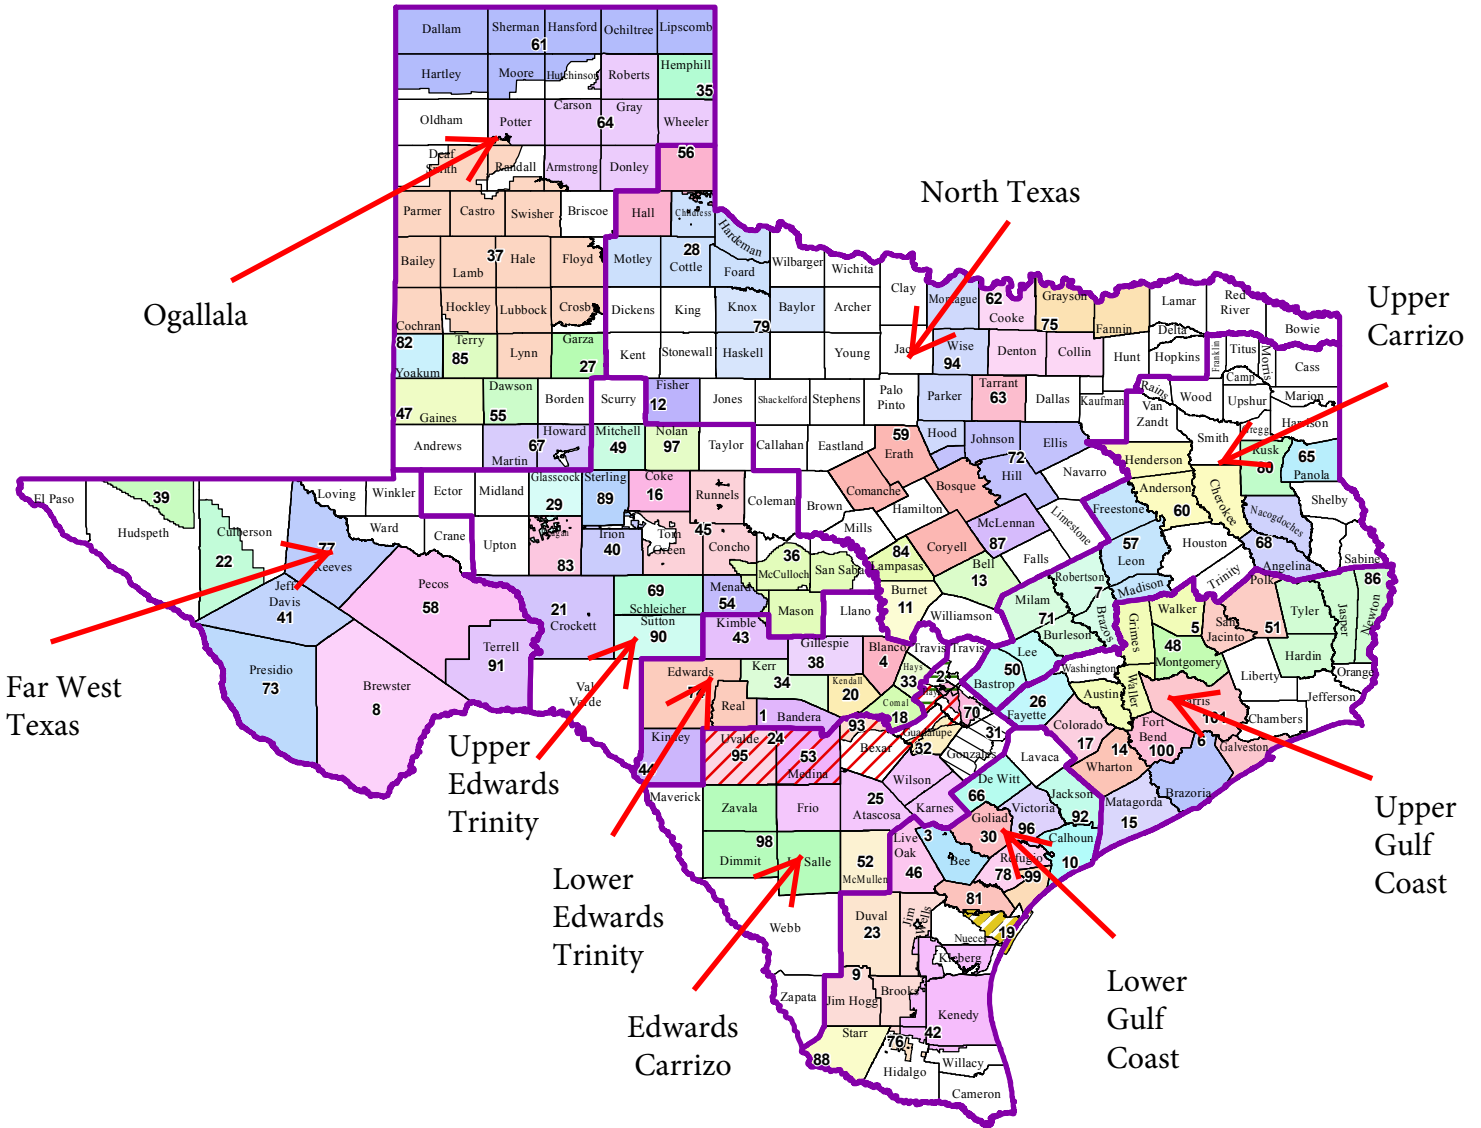 Dallam
Sherman
Hansford
Ochiltree
Lipscomb
61
Hartley
Moore
Hutchinson
Roberts
Hemphill
35
Oldham
Potter
Carson
Gray
64
Wheeler
Deaf
Smith
Randall
Armstrong
Donley
56
Parmer
Castro
Swisher
Briscoe
Hall
Childress
Bailey
Lamb
37
Hale
Floyd
Motley
28
Cottle
Hardeman
Foard
Wilbarger
Wichita
Clay
North Texas
Ogallala
Cochran
Hockley
Lubbock
Crosby
Dickens
King
Knox
79
Baylor
Archer
Montague
62
Cooke
Grayson
75
Fannin
Lamar
Red
River
Bowie
Delta
Upper
Carrizo
82
Yoakum
Terry
85
Lynn
Garza
27
Kent
Stonewall
Haskell
Young
Jack
Wise
94
Denton
Collin
Hunt
Hopkins
Franklin
Titus
Morris
Camp
Cass
47
Gaines
Dawson
55
Borden
Scurry
Fisher
12
Jones
Shackelford
Stephens
Palo
Pinto
Parker
Tarrant
63
Dallas
Kaufman
Rains
Van
Zandt
Wood
Upshur
Marion
Harrison
Gregg
Smith
Andrews
Martin
67
Howard
Mitchell
49
Nolan
97
Taylor
Callahan
Eastland
59
Erath
Hood
Johnson
Ellis
72
Hill
Navarro
Henderson
Rusk
65
Panola
El Paso
39
Hudspeth
Culberson
22
Loving
Winkler
Ector
Midland
Glasscock
29
Sterling
89
Coke
16
Runnels
Coleman
Brown
Comanche
Bosque
Hamilton
Mills
McLennan
87
Limestone
Freestone
Anderson
60
Cherokee
Nacogdoches
68
Shelby
Ward
Crane
Upton
83
Irion
40
Tom
Green
45
Concho
36
McCulloch
San Saba
84
Lampasas
Coryell
Bell
13
Falls
57
Leon
Houston
Angelina
Sabine
77
Reeves
Jeff
Davis
41
Pecos
58
21
Crockett
69
Schleicher
Menard
54
Mason
Llano
Burnet
11
Williamson
Milam
71
Robertson
7
Brazos
Madison
Trinity
Polk
86
Sutton
90
Kimble
43
Gillespie
38
Blanco
4
Travis
Travis
Burleson
Lee
50
Bastrop
Grimes
Walker
5
San
Jacinto
51
Tyler
Jasper
Newton
48
Montgomery
Hardin
Orange
Liberty
Jefferson
Chambers
Presidio
73
Brewster
8
Terrell
91
Val
Verde
Edwards
Real
Kerr
34
Kendall
20
Hays
33
Comal
18
1
Bandera
Washington
Austin
Waller
26
Fayette
Colorado
17
Fort
Bend
100
Galveston
6
Far West
Texas
Upper
Edwards
Trinity
Kinney
44
Uvalde
95
24
53
Medina
93
Bexar
Guadalupe
32
70
31
Gonzales
Lavaca
14
Wharton
Brazoria
Matagorda
15
Upper
Gulf
Coast
Maverick
Zavala
Frio
25
Atascosa
Wilson
Karnes
De Witt
66
Victoria
96
Jackson
92
Calhoun
10
Goliad
30
98
Dimmit
La Salle
52
McMullen
Live
Oak
46
3
Bee
Refugio
78
99
81
Lower
Edwards
Trinity
Webb
Duval
23
Jim
Wells
Nueces
19
Kleberg
Edwards
Carrizo
Zapata
9
Jim Hogg
Brooks
Kenedy
42
Lower
Gulf
Coast
Starr
88
76
Hidalgo
Willacy
Cameron